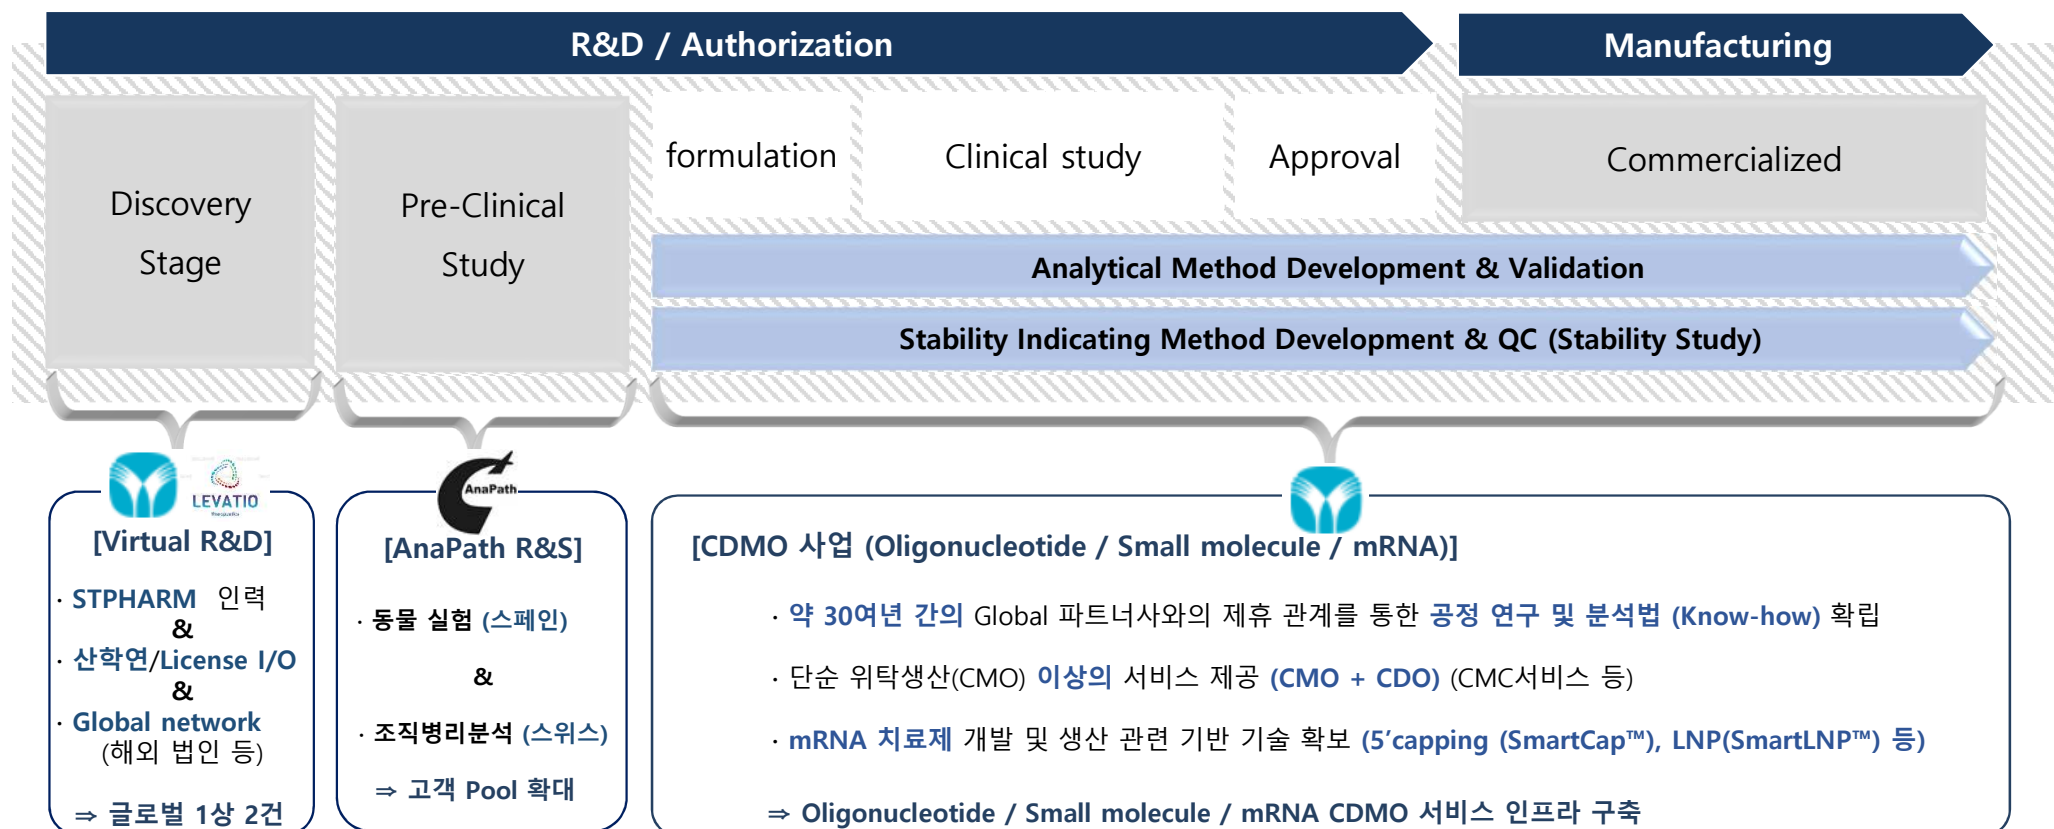 R&D / Authorization
Manufacturing
Discovery
Stage
Pre-Clinical
Study
formulation
Clinical study
Approval
Commercialized
Analytical Method Development & Validation
Stability Indicating Method Development & QC (Stability Study)
LEVATIO
[Virtual R&D]
· STPHARM 인력
&
· 산학연/License I/O
&
· Global network
(해외 법인 등)
⇒ 글로벌 1상 2건
AnaPath
[AnaPath R&S]
· 동물 실험 (스페인)
&
· 조직병리분석 (스위스)
⇒ 고객 Pool 확대
[CDMO 사업 (Oligonucleotide / Small molecule / mRNA)]
· 약 30여년 간의 Global 파트너사와의 제휴 관계를 통한 공정 연구 및 분석법 (Know-how) 확립
· 단순 위탁생산(CMO) 이상의 서비스 제공 (CMO + CDO) (CMC서비스 등)
· mRNA 치료제 개발 및 생산 관련 기반 기술 확보 (5’capping (SmartCap™), LNP(SmartLNP™) 등)
⇒ Oligonucleotide / Small molecule / mRNA CDMO 서비스 인프라 구축